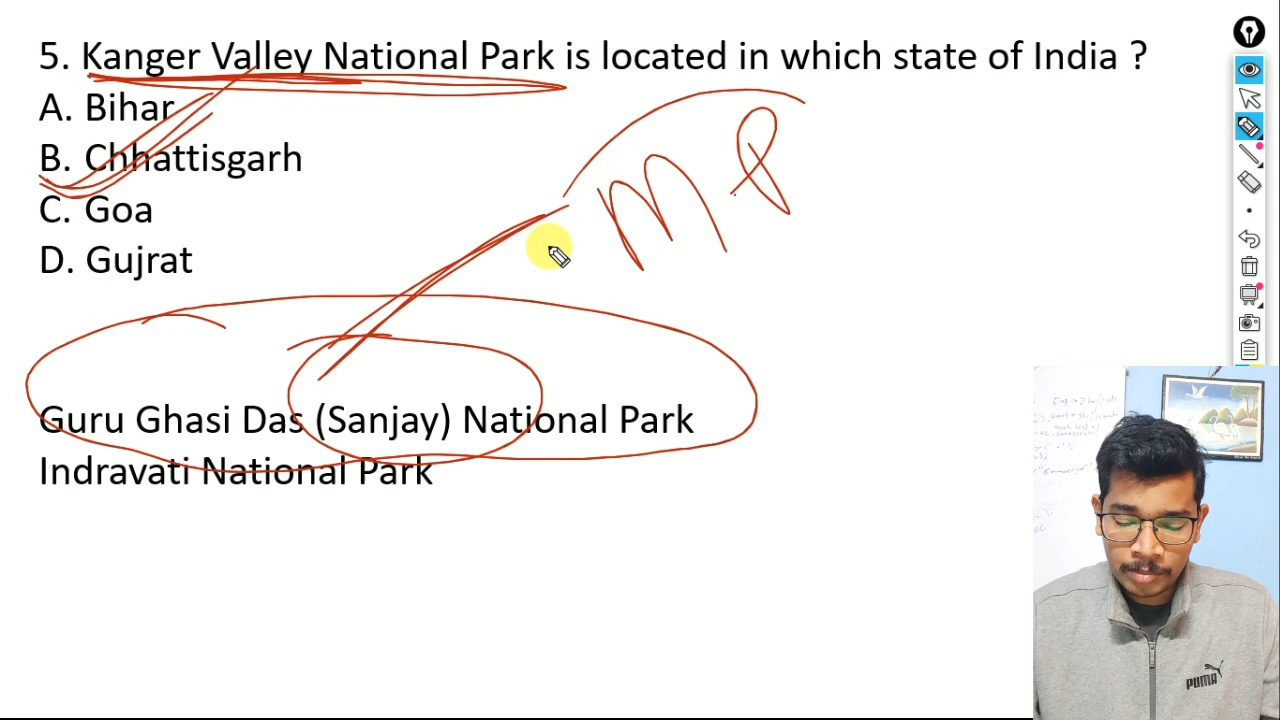 5. Kanger Valley National Park is located in which state of India ?
A. Bihar
B. Chhattisgarh
C. Goa
D. Gujrat
MP
Guru Ghasi Das (Sanjay) National Park
Indravati National Park
PUMA